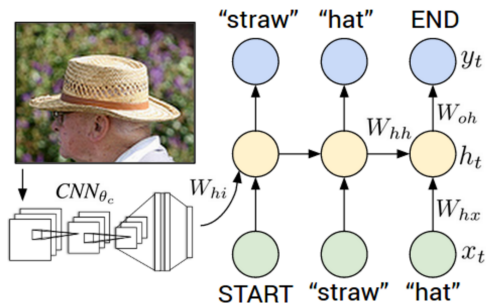 “straw” “hat” END
y_t
W_oh
W_hh
h_t
CNN_θc
W_hi
W_hx
x_t
START “straw” “hat”